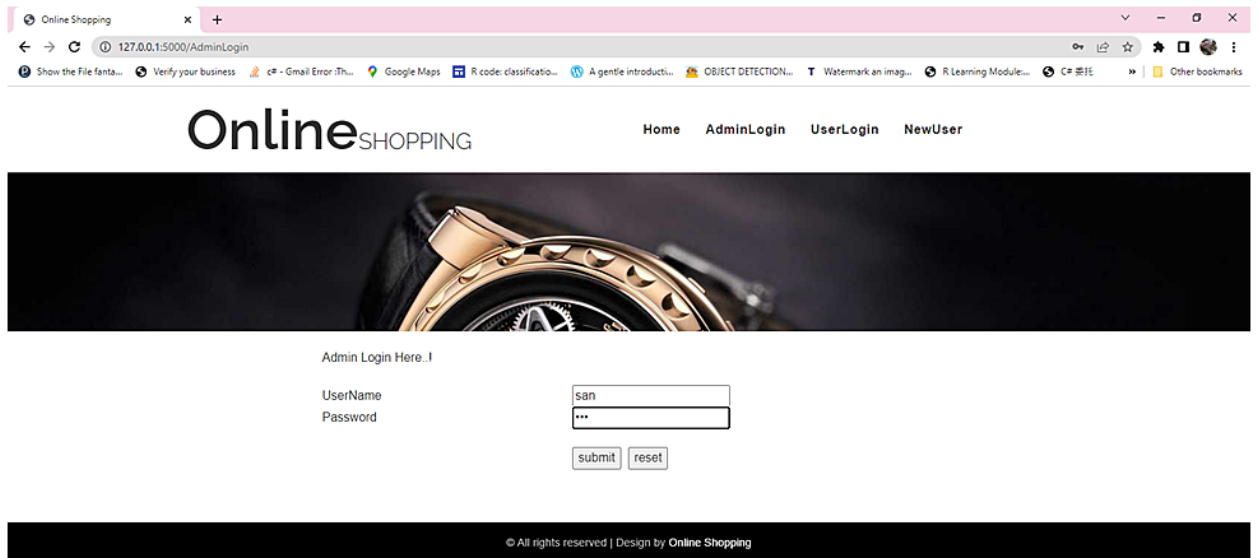 Online Shopping
127.0.0.1:5000/AdminLogin
Show the File fanta... Verify your business c# - Gmail Error :Th... Google Maps R code: classificatio... A gentle introducti... OBJECT DETECTION... T Watermark an imag... R Learning Module:... C# 委托 » Other bookmarks
Online SHOPPING Home AdminLogin UserLogin NewUser
Admin Login Here..!
UserName san
Password •••
submit reset
© All rights reserved | Design by Online Shopping